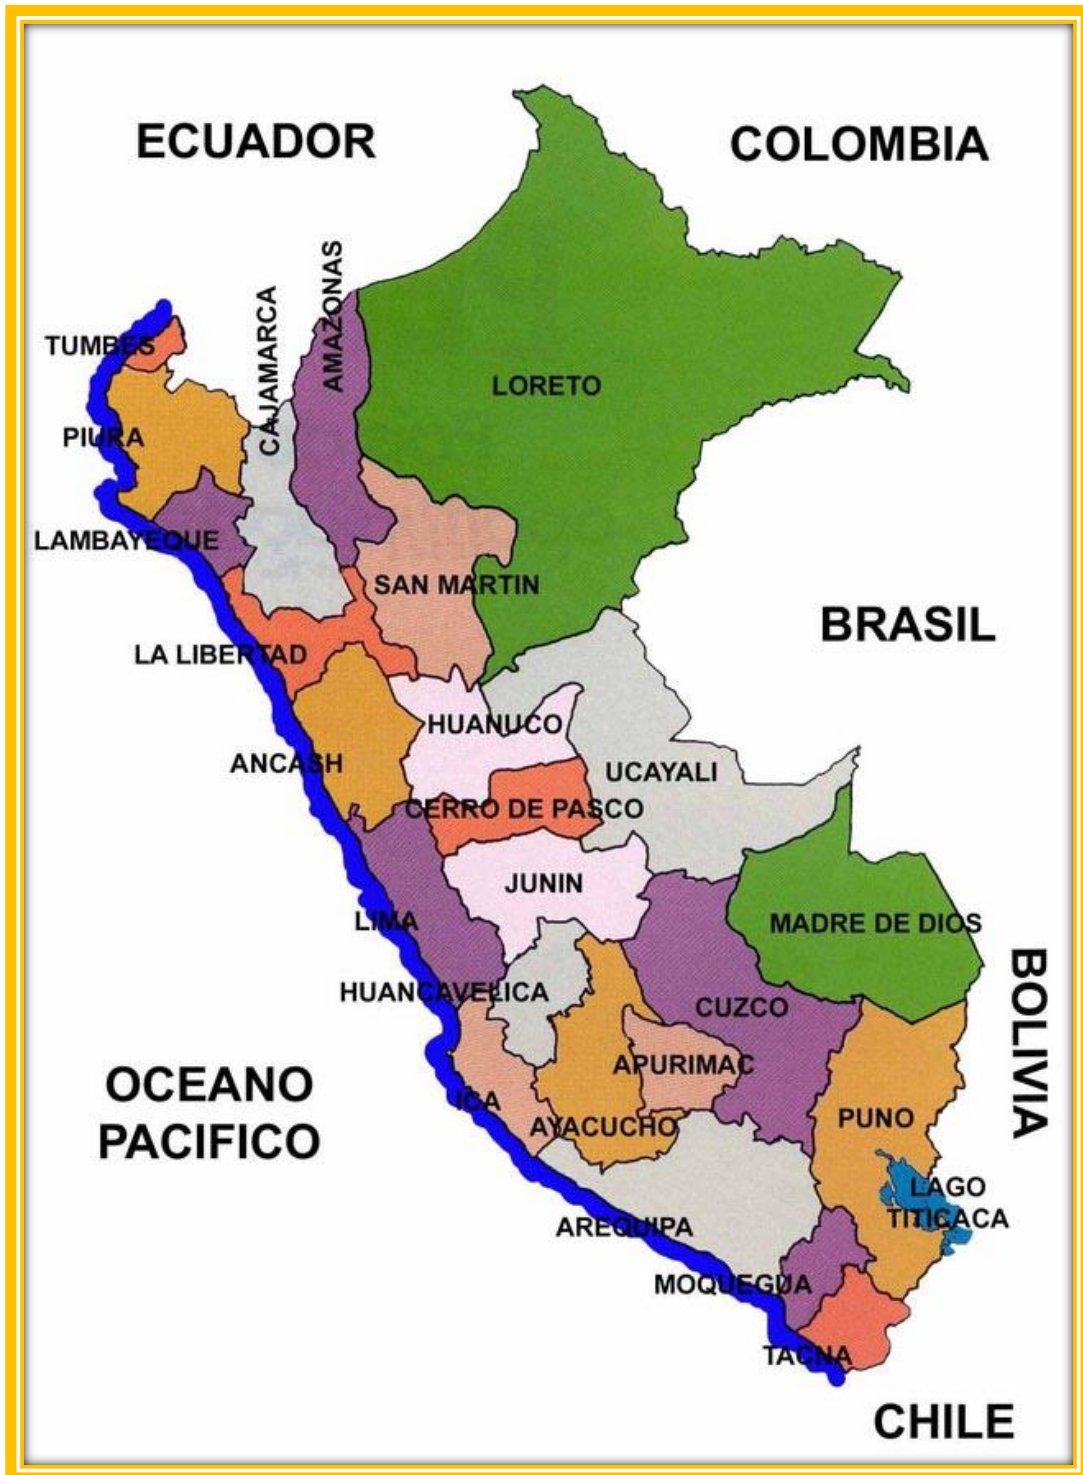 ECUADOR
COLOMBIA
AMAZONAS
CAJAMARCA
TUMBES
LORETO
PIURA
LAMBAYEQUE
SAN MARTIN
BRASIL
LA LIBERTAD
HUANUCO
ANCASH
UCAYALI
CERRO DE PASCO
JUNIN
LIMA
MADRE DE DIOS
HUANCAVELICA
CUZCO
BOLIVIA
APURIMAC
OCEANO
PACIFICO
ICA
AYACUCHO
PUNO
LAGO
TITICACA
AREQUIPA
MOQUEGUA
TACNA
CHILE